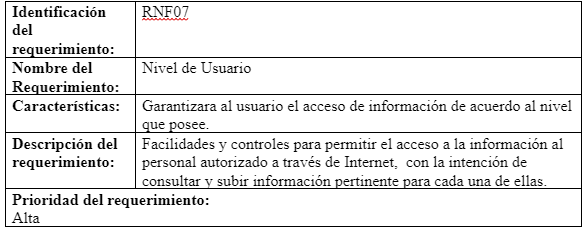 Identificación
del
requerimiento:
RNF07
Nombre del
Requerimiento:
Nivel de Usuario
Características:
Garantizara al usuario el acceso de información de acuerdo al nivel
que posee.
Descripción del
requerimiento:
Facilidades y controles para permitir el acceso a la información al
personal autorizado a través de Internet,  con la intención de
consultar y subir información pertinente para cada una de ellas.
Prioridad del requerimiento:
Alta